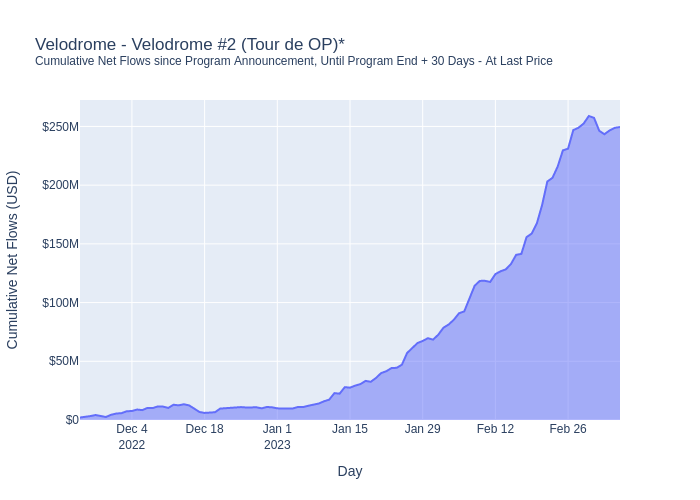 Velodrome - Velodrome #2 (Tour de OP)*
Cumulative Net Flows since Program Announcement, Until Program End + 30 Days - At Last Price
Cumulative Net Flows (USD)
$250M
$200M
$150M
$100M
$50M
$0
Dec 4 Dec 18 Jan 1 Jan 15 Jan 29 Feb 12 Feb 26
2022 2023
Day